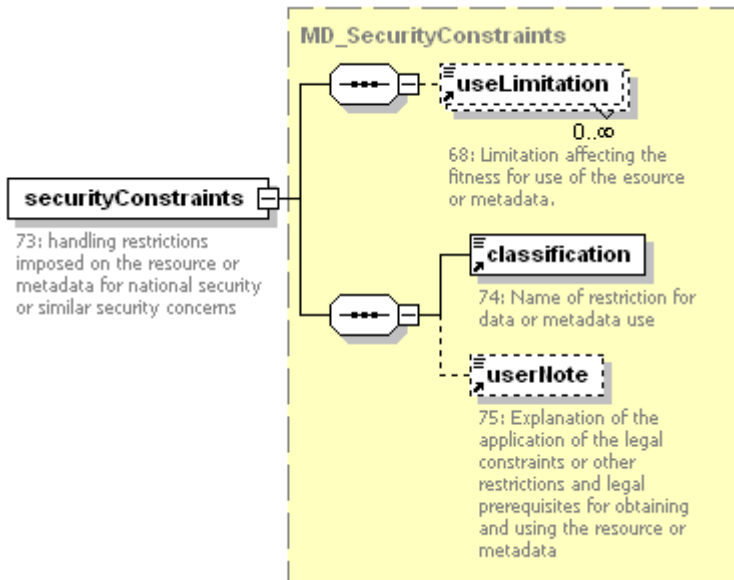 MD_SecurityConstraints
useLimitation
0..∞
68: Limitation affecting the
fitness for use of the esource
or metadata.
securityConstraints
73: handling restrictions
imposed on the resource or
metadata for national security
or similar security concerns
classification
74: Name of restriction for
data or metadata use
userNote
75: Explanation of the
application of the legal
constraints or other
restrictions and legal
prerequisites for obtaining
and using the resource or
metadata